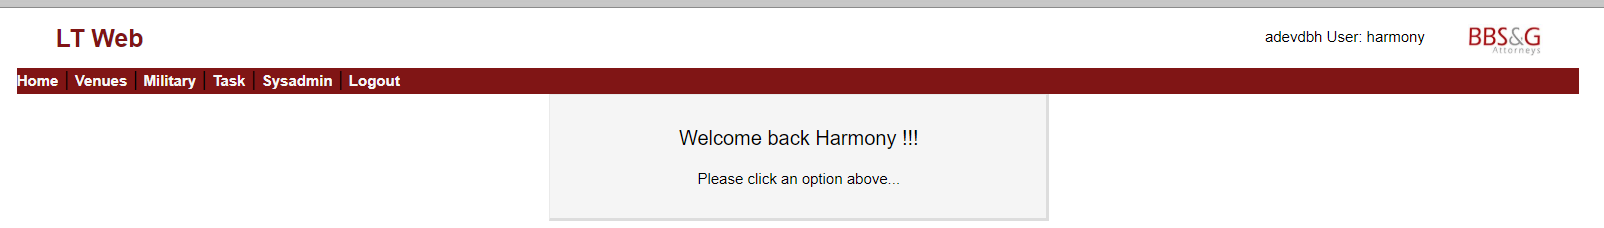 LT Web
adevdbh User: harmony
BBS&G
Attorneys
Home | Venues | Military | Task | Sysadmin | Logout
Welcome back Harmony !!!
Please click an option above...